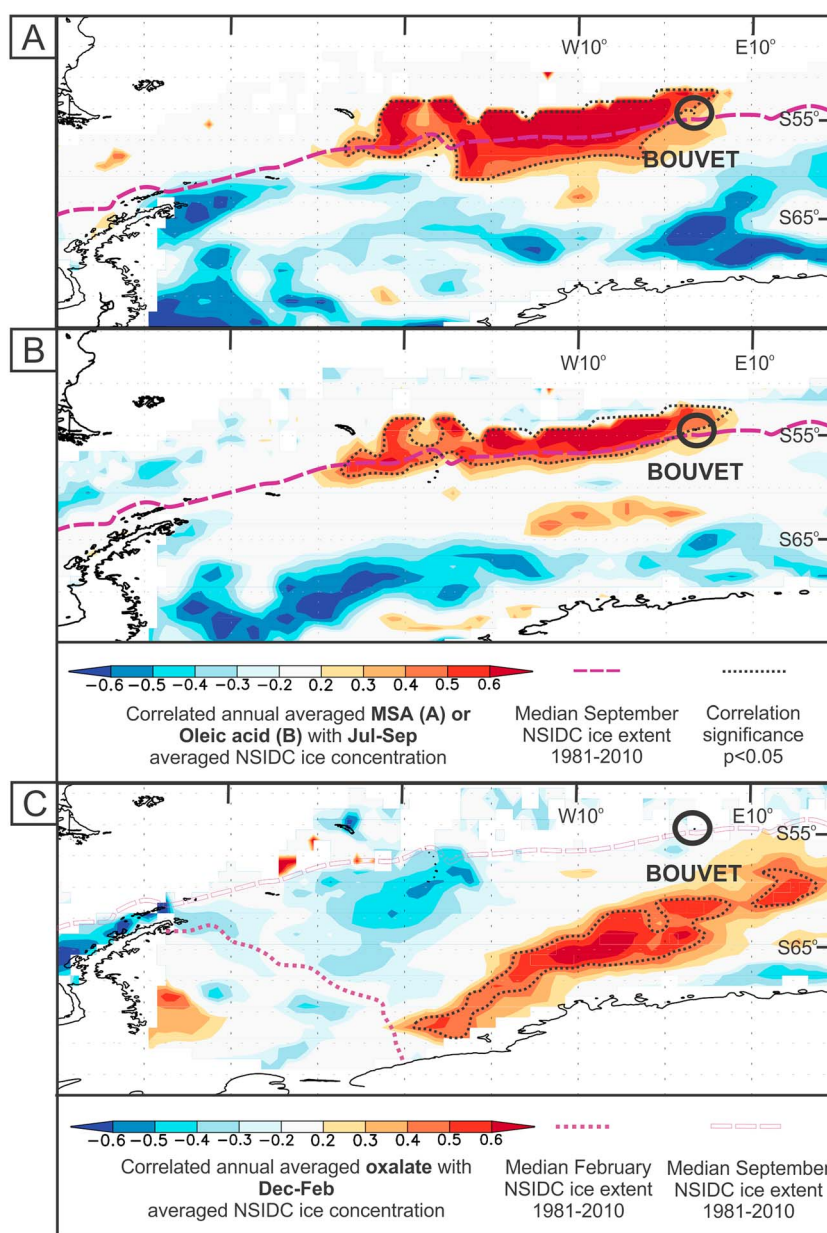 A
W10° E10°
S55°
BOUVET
S65°
B
W10° E10°
S55°
BOUVET
S65°
−0.6 −0.5 −0.4 −0.3 −0.2 0.2 0.3 0.4 0.5 0.6
Correlated annual averaged MSA (A) or
Oleic acid (B) with Jul-Sep
averaged NSIDC ice concentration
Median September
NSIDC ice extent
1981-2010
Correlation
significance
p<0.05
C
W10° E10°
S55°
BOUVET
S65°
−0.6 −0.5 −0.4 −0.3 −0.2 0.2 0.3 0.4 0.5 0.6
Correlated annual averaged oxalate with
Dec-Feb
averaged NSIDC ice concentration
Median February
NSIDC ice extent
1981-2010
Median September
NSIDC ice extent
1981-2010